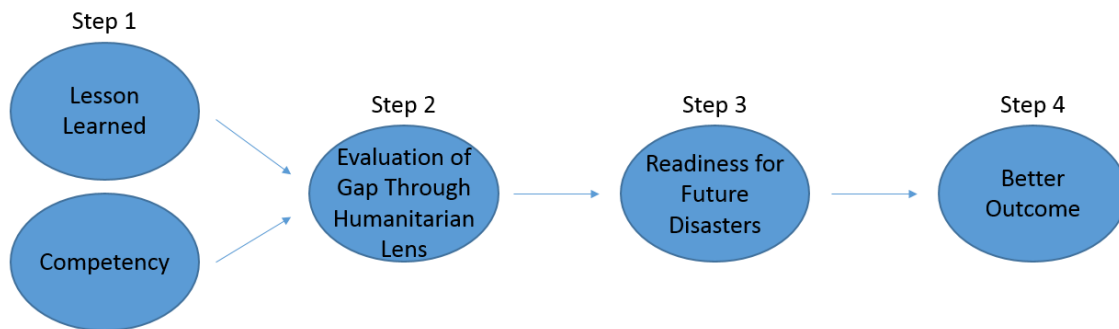 Step 1
Lesson
Learned
Competency
Step 2
Evaluation of
Gap Through
Humanitarian
Lens
Step 3
Readiness for
Future
Disasters
Step 4
Better
Outcome